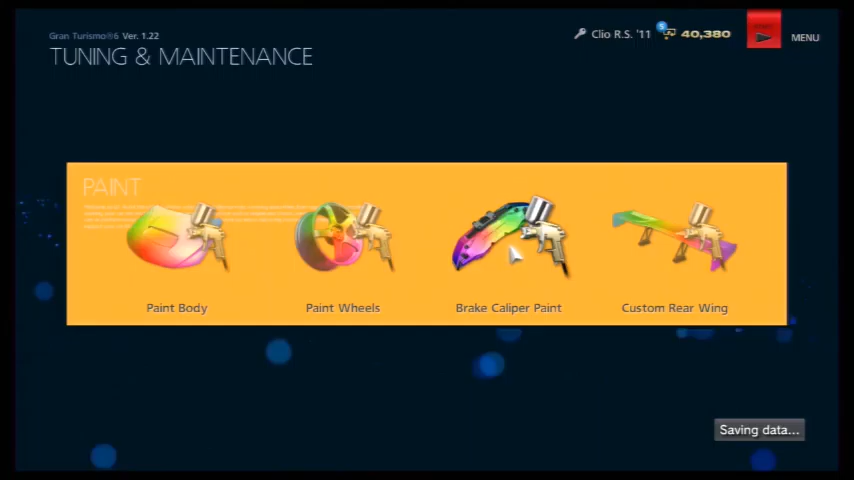 Gran Turismo®6 Ver. 1.22
TUNING & MAINTENANCE
Clio R.S. '11
5
40,380
MENU
PAINT
Paint Body
Paint Wheels
Brake Caliper Paint
Custom Rear Wing
Saving data...